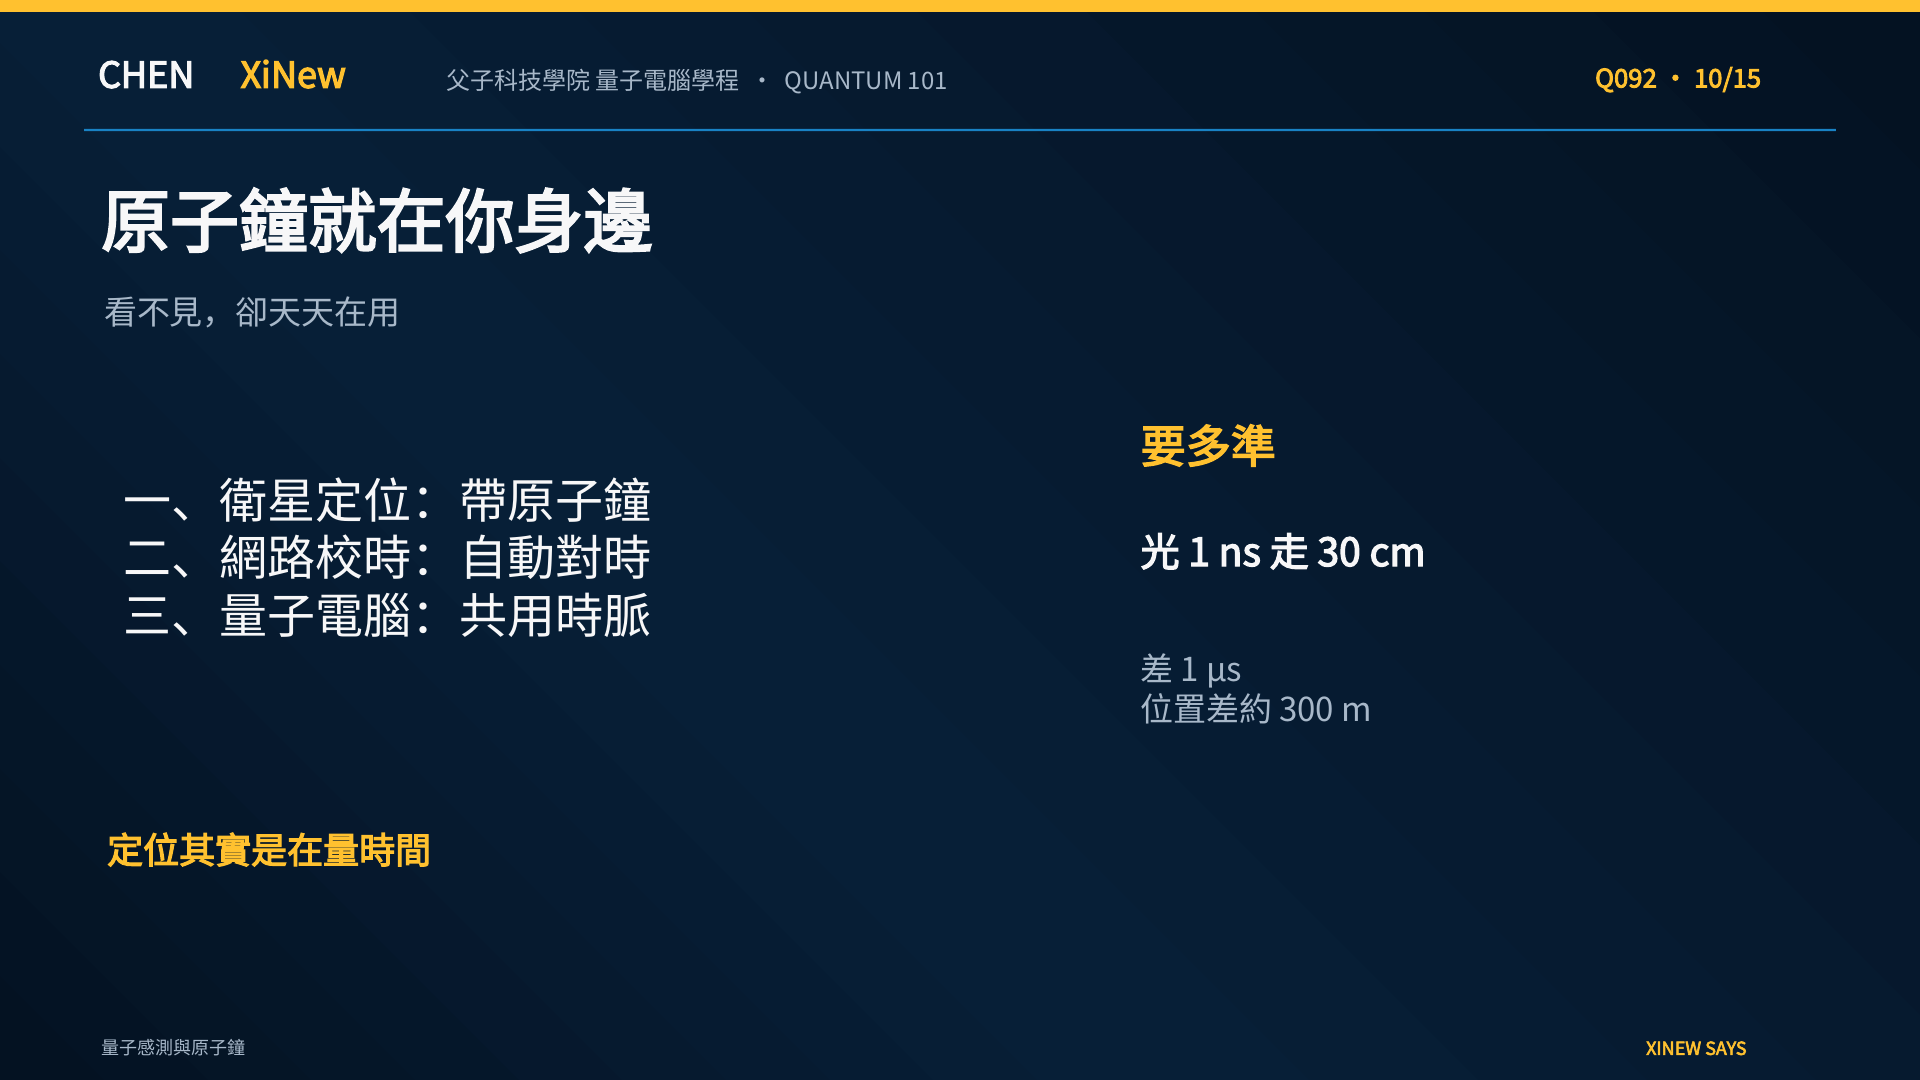 CHEN XiNew 父子科技學院 量子電腦學程 · QUANTUM 101 Q092 · 10/15
原子鐘就在你身邊
看不見，卻天天在用
一、衛星定位：帶原子鐘
二、網路校時：自動對時
三、量子電腦：共用時脈
定位其實是在量時間
要多準
光 1 ns 走 30 cm
差 1 μs
位置差約 300 m
量子感測與原子鐘 XINEW SAYS